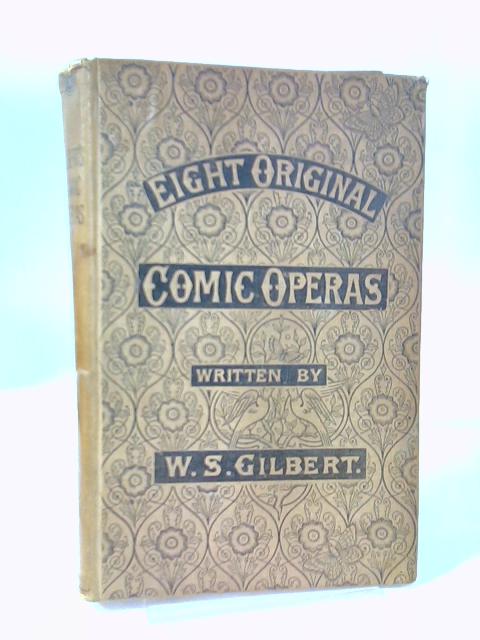 EIGHT ORIGINAL
COMIC OPERAS
WRITTEN BY
W. S. GILBERT.